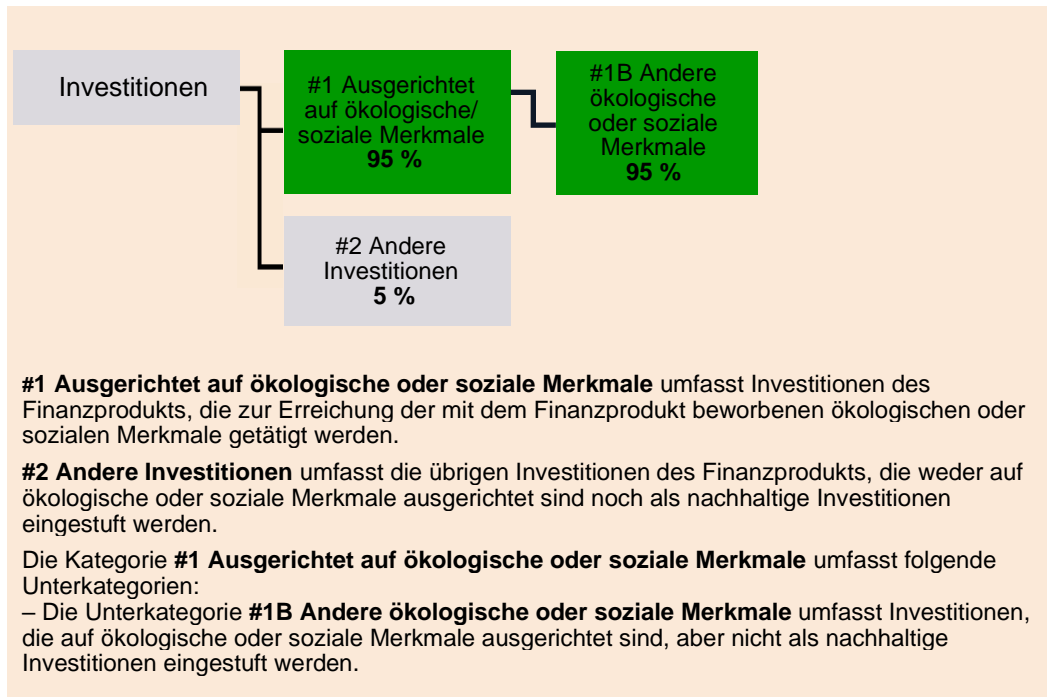 Investitionen
#1 Ausgerichtet
auf ökologische/
soziale Merkmale
95 %
#1B Andere
ökologische
oder soziale
Merkmale
95 %
#2 Andere
Investitionen
5 %
#1 Ausgerichtet auf ökologische oder soziale Merkmale umfasst Investitionen des
Finanzprodukts, die zur Erreichung der mit dem Finanzprodukt beworbenen ökologischen oder
sozialen Merkmale getätigt werden.
#2 Andere Investitionen umfasst die übrigen Investitionen des Finanzprodukts, die weder auf
ökologische oder soziale Merkmale ausgerichtet sind noch als nachhaltige Investitionen
eingestuft werden.
Die Kategorie #1 Ausgerichtet auf ökologische oder soziale Merkmale umfasst folgende
Unterkategorien:
– Die Unterkategorie #1B Andere ökologische oder soziale Merkmale umfasst Investitionen,
die auf ökologische oder soziale Merkmale ausgerichtet sind, aber nicht als nachhaltige
Investitionen eingestuft werden.